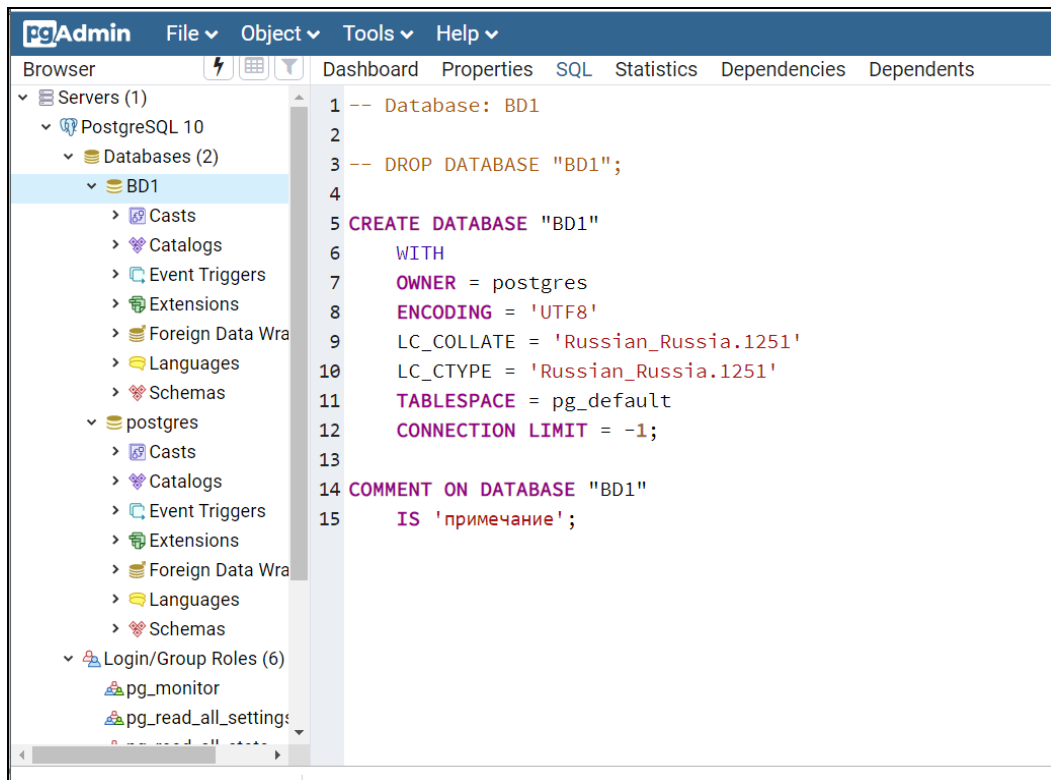 pgAdmin File Object Tools Help
Browser Dashboard Properties SQL Statistics Dependencies Dependents
Servers (1)
PostgreSQL 10
Databases (2)
BD1
Casts
Catalogs
Event Triggers
Extensions
Foreign Data Wra
Languages
Schemas
postgres
Casts
Catalogs
Event Triggers
Extensions
Foreign Data Wra
Languages
Schemas
Login/Group Roles (6)
pg_monitor
pg_read_all_settings
1 -- Database: BD1
2
3 -- DROP DATABASE "BD1";
4
5 CREATE DATABASE "BD1"
6 WITH
7 OWNER = postgres
8 ENCODING = 'UTF8'
9 LC_COLLATE = 'Russian_Russia.1251'
10 LC_CTYPE = 'Russian_Russia.1251'
11 TABLESPACE = pg_default
12 CONNECTION LIMIT = -1;
13
14 COMMENT ON DATABASE "BD1"
15 IS 'примечание';